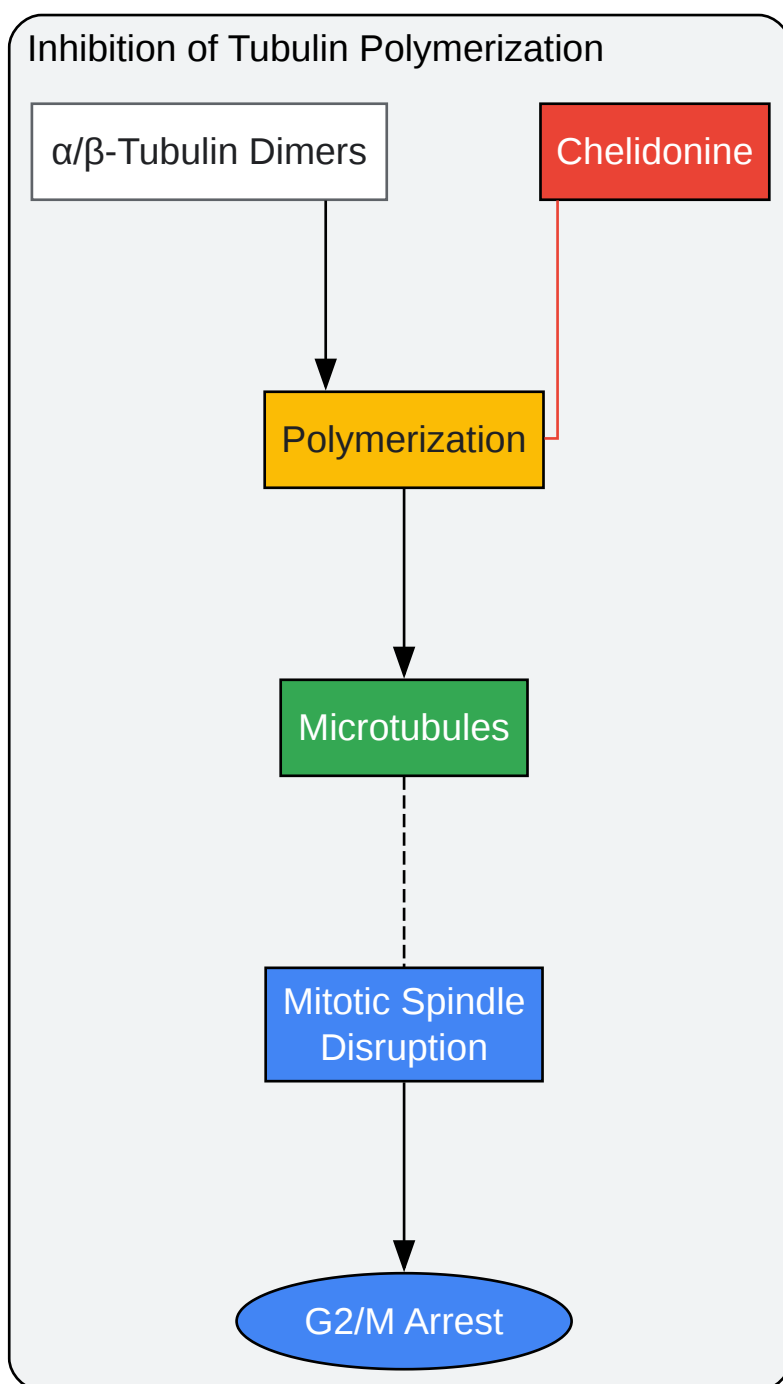 Inhibition of Tubulin Polymerization
α/β-Tubulin Dimers
Chelidonine
Polymerization
Microtubules
Mitotic Spindle
Disruption
G2/M Arrest